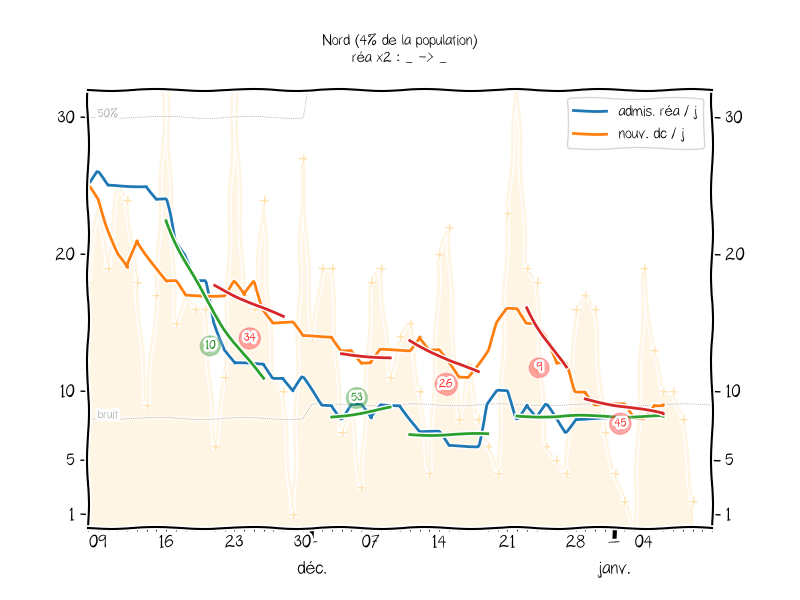 Nord (4% de la population)
réa x2 : _ -> _
admis. réa / j
nouv. dc / j
50%
bruit
30
20
10
5
1
30
20
10
5
1
10
34
53
26
9
45
09 16 23 30 07 14 21 28 04
déc. janv.